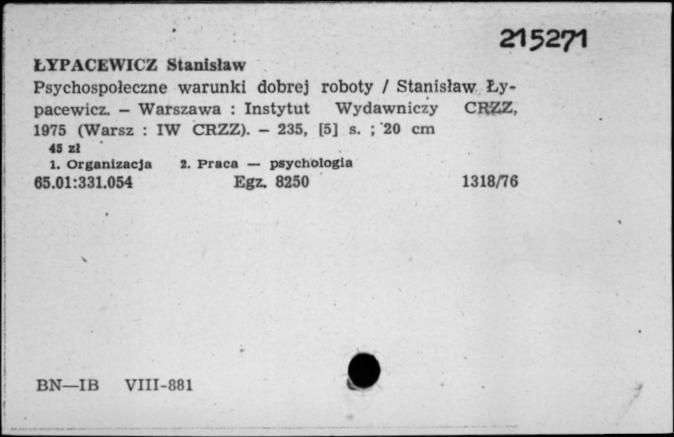 215271
ŁYPACEWICZ Stanisław
Psychospołeczne warunki dobrej roboty / Stanisław Ły-
pacewicz. — Warszawa : Instytut Wydawniczy CRZZ,
1975 (Warsz : IW CRZZ). — 235, [5] s. ; 20 cm
45 zł
1. Organizacja 2. Praca — psychologia
65.01:331.054 Egz. 8250 1318/76
BN—IB VIII-881